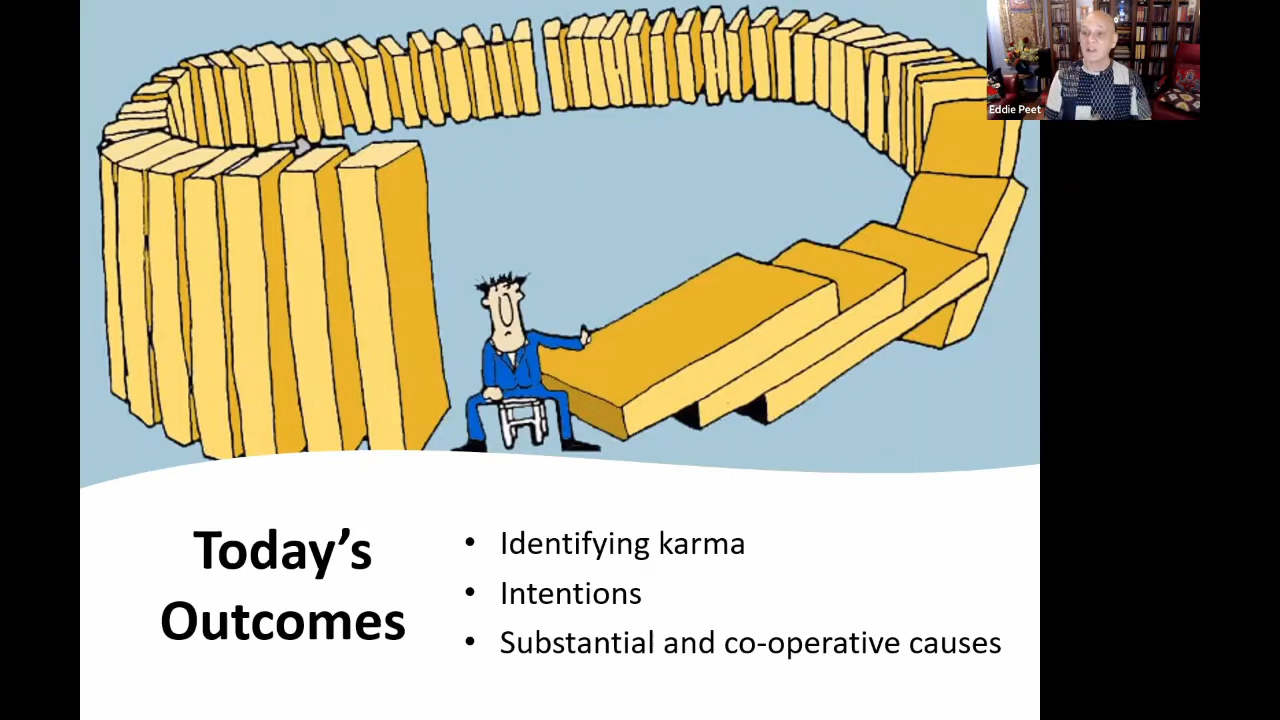 Eddie Peet
Today’s
Outcomes
• Identifying karma
• Intentions
• Substantial and co-operative causes